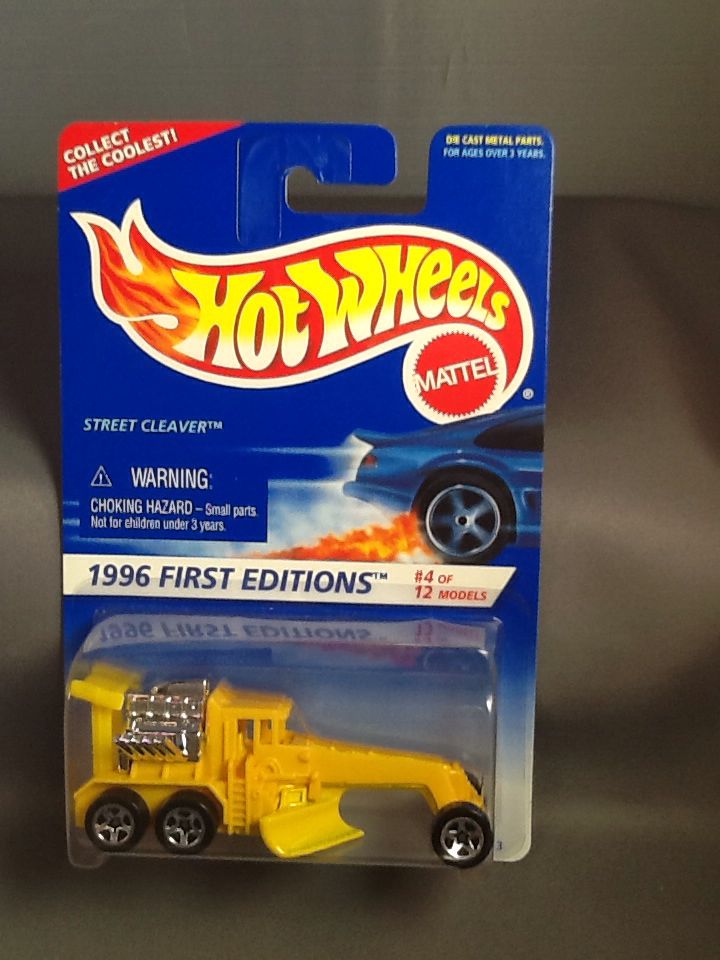 COLLECT
THE COOLEST!
DIE CAST METAL PARTS.
FOR AGES OVER 3 YEARS.
HOT WHEELS
MATTEL
®
STREET CLEAVER™
⚠ WARNING:
CHOKING HAZARD – Small parts.
Not for children under 3 years.
1996 FIRST EDITIONS™
#4 OF
12 MODELS